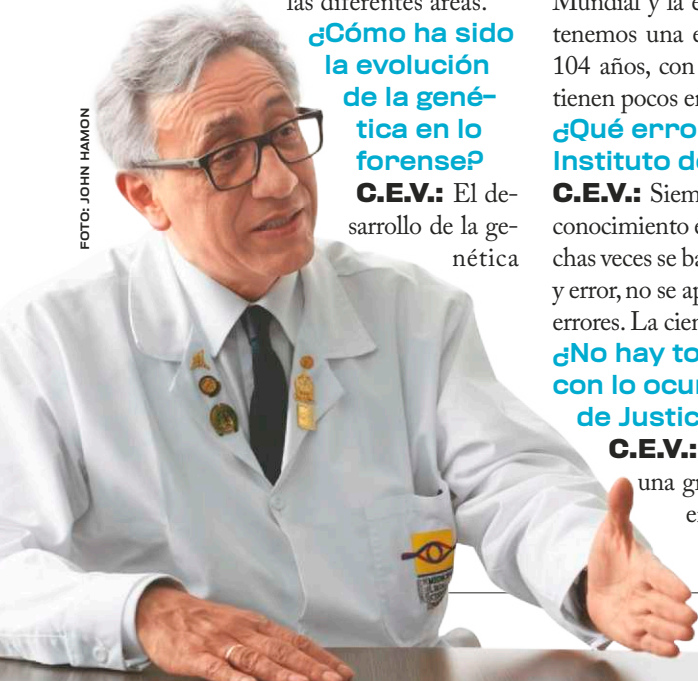 las diferentes áreas.
¿Cómo ha sido
la evolución
de la gené-
tica en lo
forense?
C.E.V.: El de-
sarrollo de la ge-
nética
FOTO: JOHN HAMON
Mundial y la e
tenemos una e
104 años, con
tienen pocos e
¿Qué erro
Instituto de
C.E.V.: Siem
conocimiento e
chas veces se ba
y error, no se ap
errores. La cien
¿No hay to
con lo ocur
de Justic
C.E.V.:
una gr
e